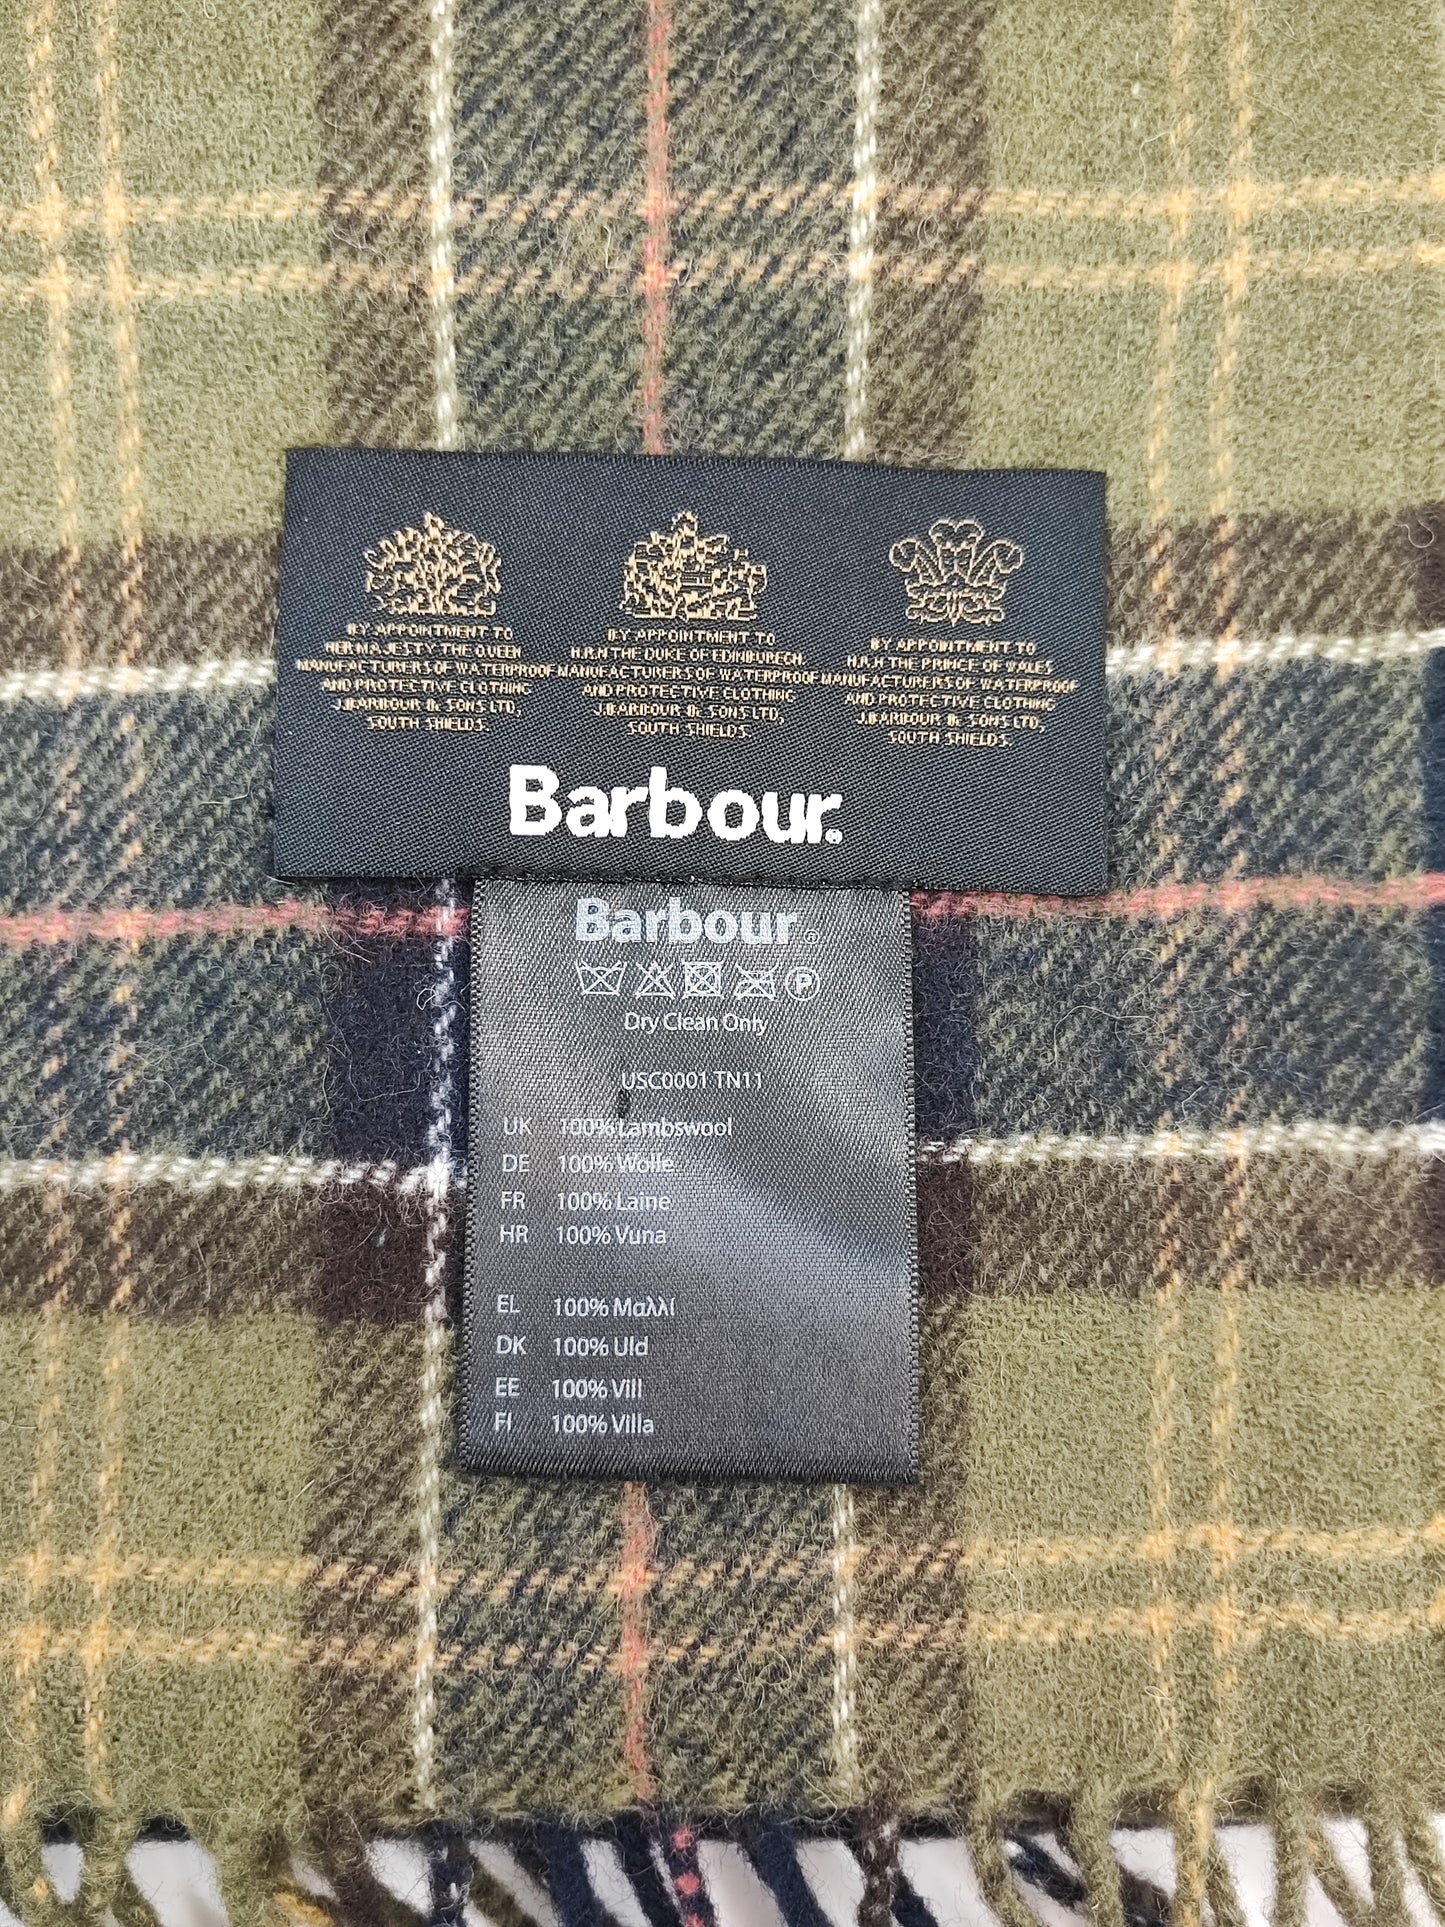 BY APPOINTMENT TO
HER MAJESTY THE QUEEN
MANUFACTURERS OF WATERPROOF
AND PROTECTIVE CLOTHING
J.BARBOUR & SONS LTD,
SOUTH SHIELDS.
BY APPOINTMENT TO
H.R.H THE DUKE OF EDINBURGH.
MANUFACTURERS OF WATERPROOF
AND PROTECTIVE CLOTHING
J.BARBOUR & SONS LTD,
SOUTH SHIELDS.
BY APPOINTMENT TO
H.R.H THE PRINCE OF WALES
MANUFACTURERS OF WATERPROOF
AND PROTECTIVE CLOTHING
J.BARBOUR & SONS LTD,
SOUTH SHIELDS.
Barbour®
Barbour®
P
Dry Clean Only
USC0001 TN11
UK 100% Lambswool
DE 100% Wolle
FR 100% Laine
HR 100% Vuna
EL 100% Μαλλί
DK 100% Uld
EE 100% Vill
FI 100% Villa